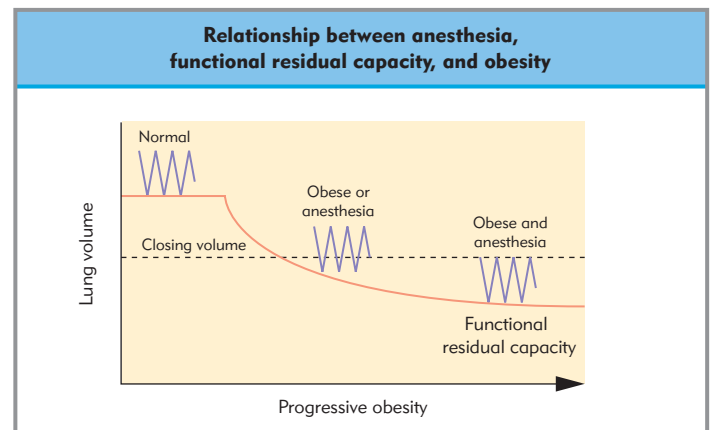 Relationship between anesthesia,
functional residual capacity, and obesity
Normal
Obese or
anesthesia
Obese and
anesthesia
Closing volume
Lung volume
Functional
residual capacity
Progressive obesity